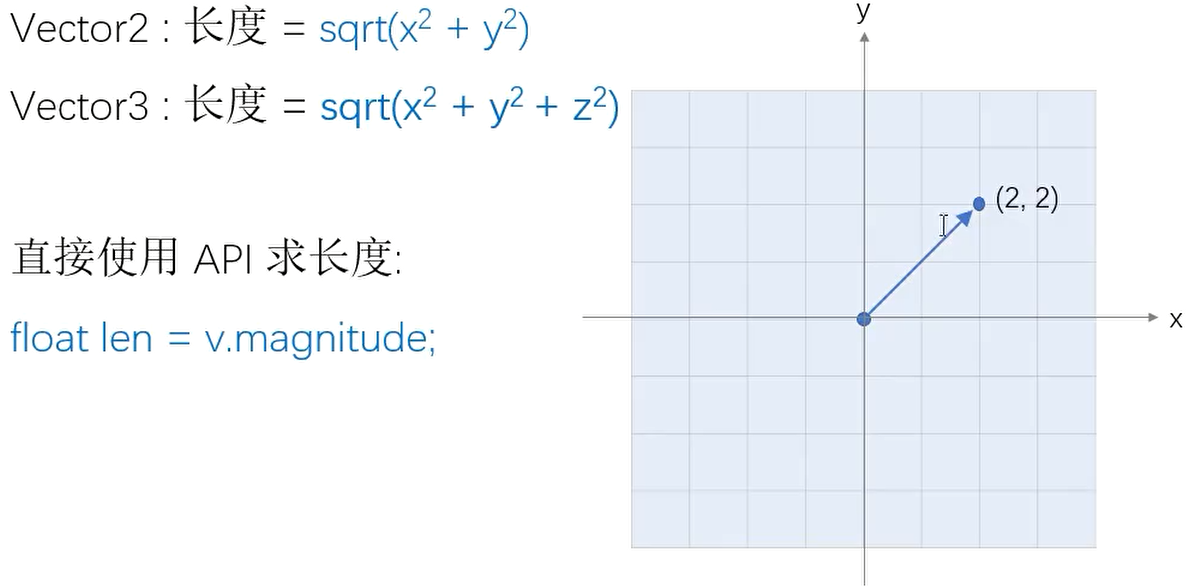 Vector2 : 长度 = sqrt(x² + y²)
Vector3 : 长度 = sqrt(x² + y² + z²)
直接使用 API 求长度:
float len = v.magnitude;
y
(2, 2)
x